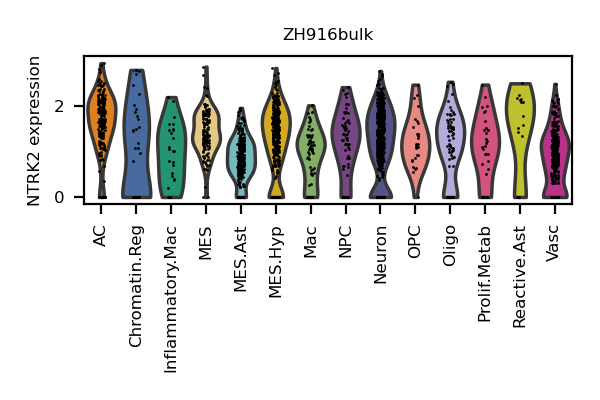 ZH916bulk
NTRK2 expression
2
0
AC
Chromatin.Reg
Inflammatory.Mac
MES
MES.Ast
MES.Hyp
Mac
NPC
Neuron
OPC
Oligo
Prolif.Metab
Reactive.Ast
Vasc